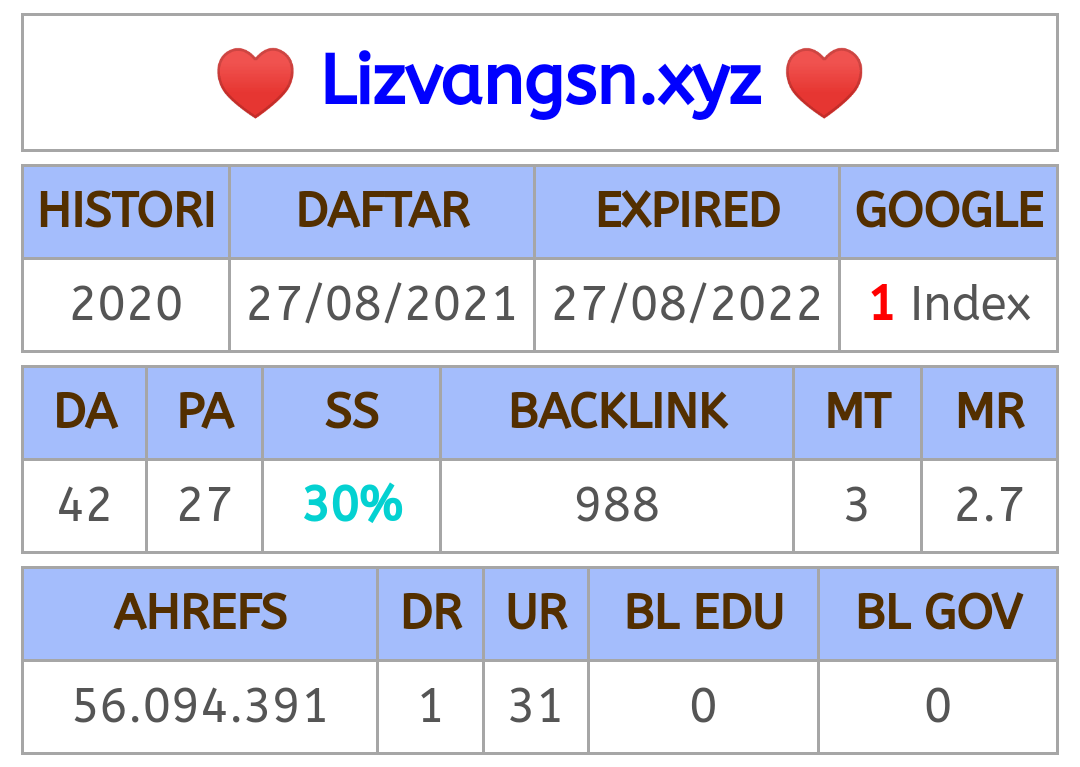 Lizvangsn.xyz
HISTORI DAFTAR EXPIRED GOOGLE
2020 27/08/2021 27/08/2022 1 Index
DA PA SS BACKLINK MT MR
42 27 30% 988 3 2.7
AHREFS DR UR BL EDU BL GOV
56.094.391 1 31 0 0